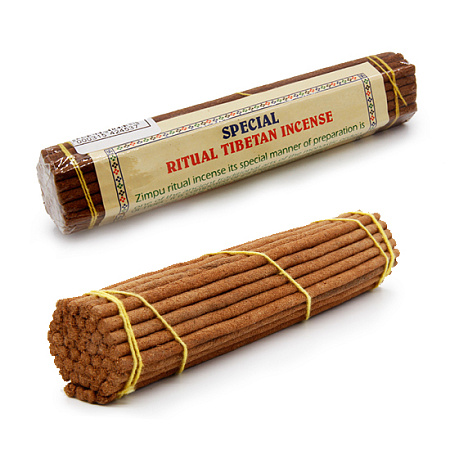 SPECIAL
RITUAL TIBETAN INCENSE
Zimpu ritual incense its special manner of preparation is